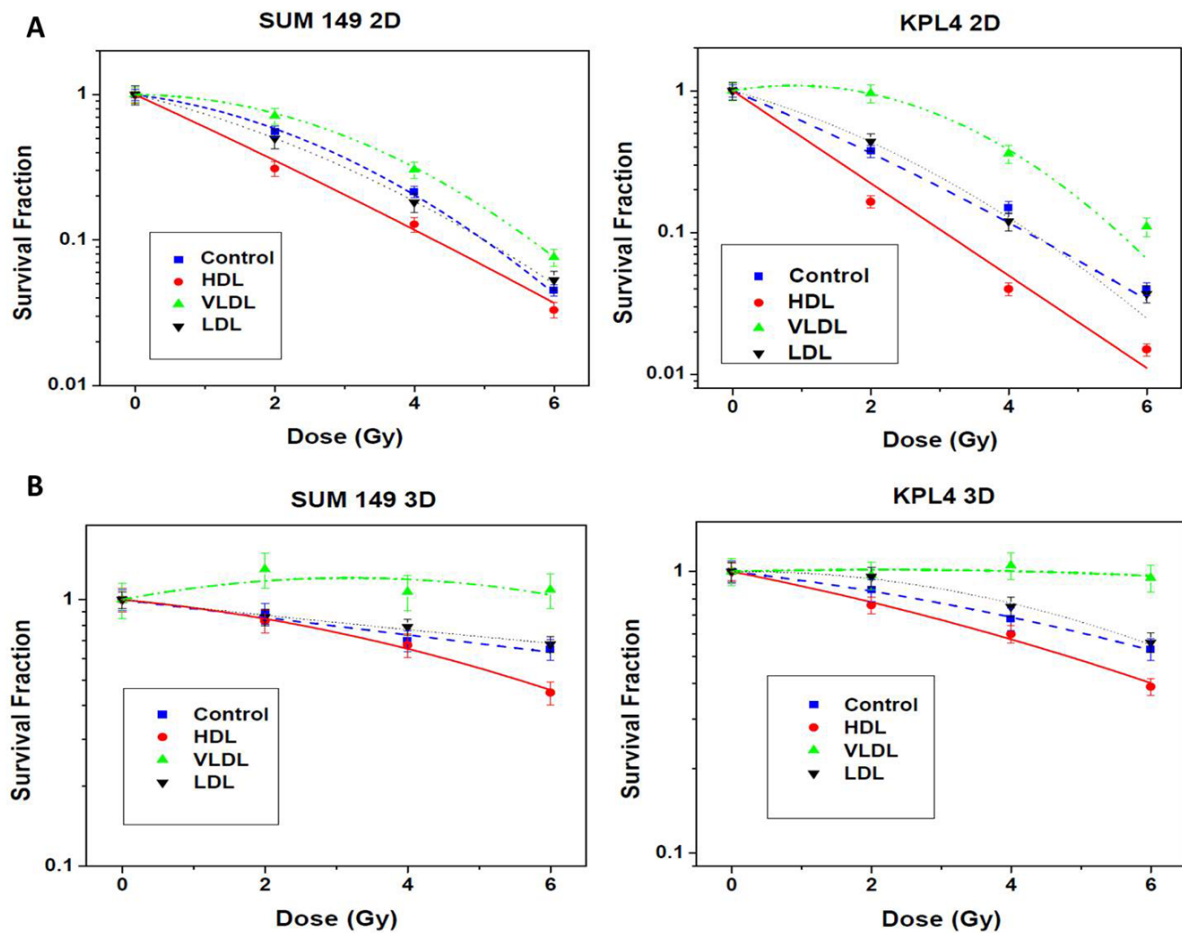 A
SUM 149 2D
Survival Fraction
1
0.1
0.01
Control
HDL
VLDL
LDL
0 2 4 6
Dose (Gy)
KPL4 2D
Survival Fraction
1
0.1
0.01
Control
HDL
VLDL
LDL
0 2 4 6
Dose (Gy)
B
SUM 149 3D
Survival Fraction
1
0.1
Control
HDL
VLDL
LDL
0 2 4 6
Dose (Gy)
KPL4 3D
Survival Fraction
1
0.1
Control
HDL
VLDL
LDL
0 2 4 6
Dose (Gy)